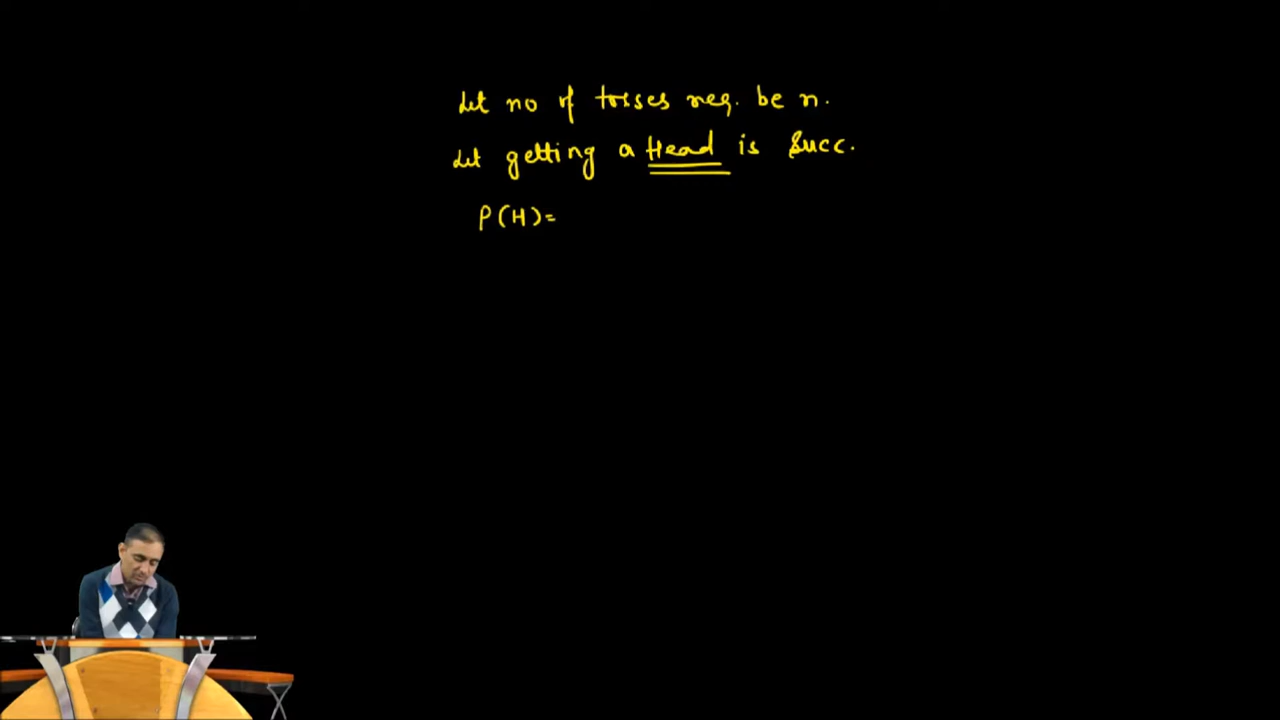 Let no of tosses req. be n.
Let getting a Head is Succ.
P(H)=